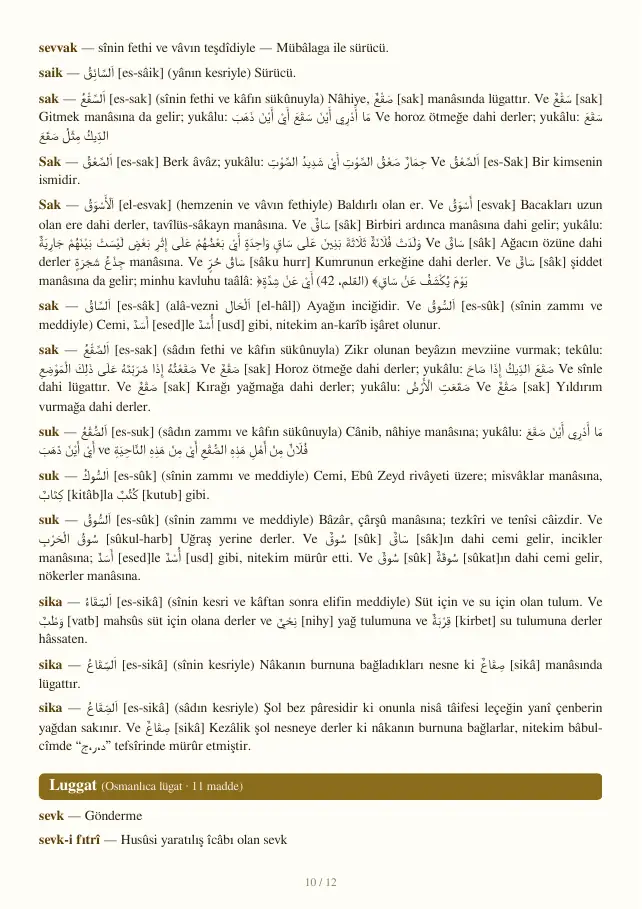 sevvak — sînin fethi ve vâvın teşdîdiyle — Mübâlaga ile sürücü.
saik — اَلسَّائِقُ [es-sâik] (yânın kesriyle) Sürücü.
sak — اَلسَّقْعُ [es-sak] (sînin fethi ve kâfın sükûnuyla) Nâhiye, صَقْعٌ [sak] manâsında lügattır. Ve سَقْعٌ [sak]
Gitmek manâsına da gelir; yukâlu: مَا أَدْرِي أَيْنَ سَقَعَ أَيْ أَيْنَ ذَهَبَ Ve horoz ötmeğe dahi derler; yukâlu: سَقَعَ
الدِّيكُ مِثْلُ صَقَعَ
Sak — اَلصَّعْقُ [es-sak] Berk âvâz; yukâlu: حِمَارٌ صَعْقُ الصَّوْتِ أَيْ شَدِيدُ الصَّوْتِ Ve اَلصَّعْقُ [es-Sak] Bir kimsenin
ismidir.
Sak — اَلْأَسْوَقُ [el-esvak] (hemzenin ve vâvın fethiyle) Baldırlı olan er. Ve أَسْوَقُ [esvak] Bacakları uzun
olan ere dahi derler, tavîlüs-sâkayn manâsına. Ve سَاقٌ [sâk] Birbiri ardınca manâsına dahi gelir; yukâlu:
وَلَدَتْ فُلَانَةُ ثَلَاثَةَ بَنِينَ عَلَى سَاقٍ وَاحِدَةٍ أَيْ بَعْضُهُمْ عَلَى إِثْرِ بَعْضٍ لَيْسَتْ بَيْنَهُمْ جَارِيَةٌ Ve سَاقٌ [sâk] Ağacın özüne dahi
derler جِذْعُ شَجَرَةٍ manâsına. Ve سَاقُ حُرٍّ [sâku hurr] Kumrunun erkeğine dahi derler. Ve سَاقٌ [sâk] şiddet
manâsına da gelir; minhu kavluhu taâlâ: ﴿يَوْمَ يُكْشَفُ عَنْ سَاقٍ﴾ (القلم، 42) أَيْ عَنْ شِدَّةٍ
sak — اَلسَّاقُ [es-sâk] (alâ-vezni اَلْحَالِ [el-hâl]) Ayağın inciğidir. Ve اَلسُّوقُ [es-sûk] (sînin zammı ve
meddiyle) Cemi, أَسَدٌ [esed]le أُسْدٌ [usd] gibi, nitekim an-karîb işâret olunur.
sak — اَلصَّقْعُ [es-sak] (sâdın fethi ve kâfın sükûnuyla) Zikr olunan beyâzın mevziine vurmak; tekûlu:
صَقَعْتُهُ إِذَا ضَرَبْتَهُ عَلَى ذَلِكَ الْمَوْضِعِ Ve صَقْعٌ [sak] Horoz ötmeğe dahi derler; yukâlu: صَقَعَ الدِّيكُ إِذَا صَاحَ Ve sînle
dahi lügattır. Ve صَقْعٌ [sak] Kırağı yağmağa dahi derler; yukâlu: صَقَعَتِ الْأَرْضُ Ve صَقْعٌ [sak] Yıldırım
vurmağa dahi derler.
suk — اَلصُّقْعُ [es-suk] (sâdın zammı ve kâfın sükûnuyla) Cânib, nâhiye manâsına; yukâlu: مَا أَدْرِي أَيْنَ صَقَعَ
أَيْ أَيْنَ ذَهَبَ ve فُلَانٌ مِنْ أَهْلِ هَذِهِ الصُّقْعِ أَيْ مِنْ هَذِهِ النَّاحِيَةِ
suk — اَلسُّوكُ [es-sûk] (sînin zammı ve meddiyle) Cemi, Ebû Zeyd rivâyeti üzere; misvâklar manâsına,
كِتَابٌ [kitâb]la كُتُبٌ [kutub] gibi.
suk — اَلسُّوقُ [es-sûk] (sînin zammı ve meddiyle) Bâzâr, çârşû manâsına; tezkîri ve tenîsi câizdir. Ve
سُوقُ الْحَرْبِ [sûkul-harb] Uğraş yerine derler. Ve سُوقٌ [sûk] سَاقٌ [sâk]ın dahi cemi gelir, incikler
manâsına; أَسَدٌ [esed]le أُسْدٌ [usd] gibi, nitekim mürûr etti. Ve سُوقٌ [sûk] سُوقَةٌ [sûkat]ın dahi cemi gelir,
nökerler manâsına.
sika — اَلسِّقَاءُ [es-sikâ] (sînin kesri ve kâftan sonra elifin meddiyle) Süt için ve su için olan tulum. Ve
وَطْبٌ [vatb] mahsûs süt için olana derler ve نِحْيٌ [nihy] yağ tulumuna ve قِرْبَةٌ [kirbet] su tulumuna derler
hâssaten.
sika — اَلسِّقَاعُ [es-sikâ] (sînin kesriyle) Nâkanın burnuna bağladıkları nesne ki صِقَاعٌ [sikâ] manâsında
lügattır.
sika — اَلصِّقَاعُ [es-sikâ] (sâdın kesriyle) Şol bez pâresidir ki onunla nisâ tâifesi leçeğin yanî çenberin
yağdan sakınır. Ve صِقَاعٌ [sikâ] Kezâlik şol nesneye derler ki nâkanın burnuna bağlarlar, nitekim bâbul-
cîmde “د،ر،ج” tefsîrinde mürûr etmiştir.
Luggat (Osmanlıca lügat · 11 madde)
sevk — Gönderme
sevk-i fıtrî — Husûsi yaratılış îcâbı olan sevk
10 / 12